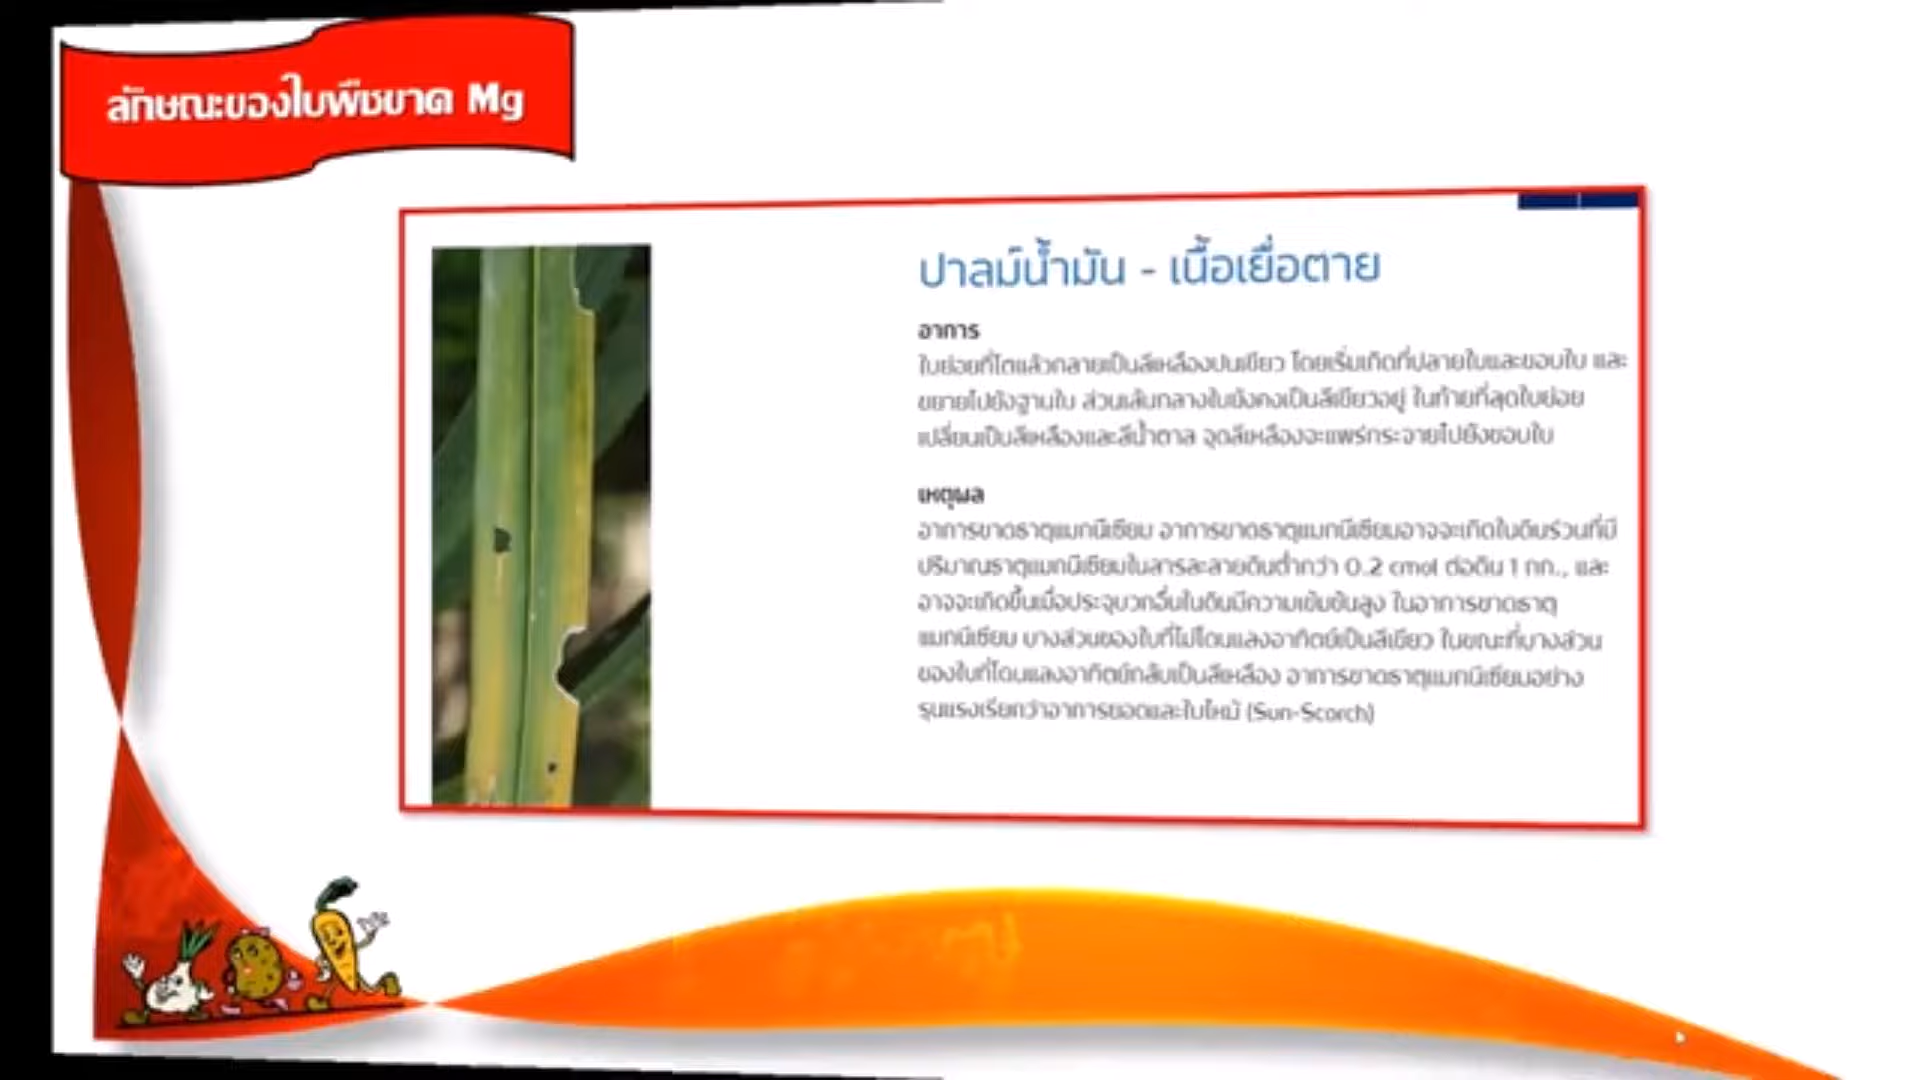 ลักษณะของใบพืชขาด Mg
ปาล์มน้ำมัน - เนื้อเยื่อตาย
อาการ
ใบย่อยที่โตแล้วกลายเป็นสีเหลืองปนเขียว โดยเริ่มเกิดที่ปลายใบและขอบใบ และ
ขยายไปยังฐานใบ ส่วนเส้นกลางใบยังคงเป็นสีเขียวอยู่ ในท้ายที่สุดใบย่อย
เปลี่ยนเป็นสีเหลืองและสีน้ำตาล จุดสีเหลืองจะแพร่กระจายไปยังขอบใบ
เหตุผล
อาการขาดธาตุแมกนีเซียม อาการขาดธาตุแมกนีเซียมอาจจะเกิดในดินร่วนที่มี
ปริมาณธาตุแมกนีเซียมในสารละลายดินต่ำกว่า 0.2 cmol ต่อดิน 1 กก., และ
อาจจะเกิดขึ้นเมื่อประจุบวกอื่นในดินมีความเข้มข้นสูง ในอาการขาดธาตุ
แมกนีเซียม บางส่วนของใบที่ไม่โดนแสงอาทิตย์เป็นสีเขียว ในขณะที่บางส่วน
ของใบที่โดนแสงอาทิตย์กลับเป็นสีเหลือง อาการขาดธาตุแมกนีเซียมอย่าง
รุนแรงเรียกว่าอาการยอดและใบไหม้ (Sun-Scorch)